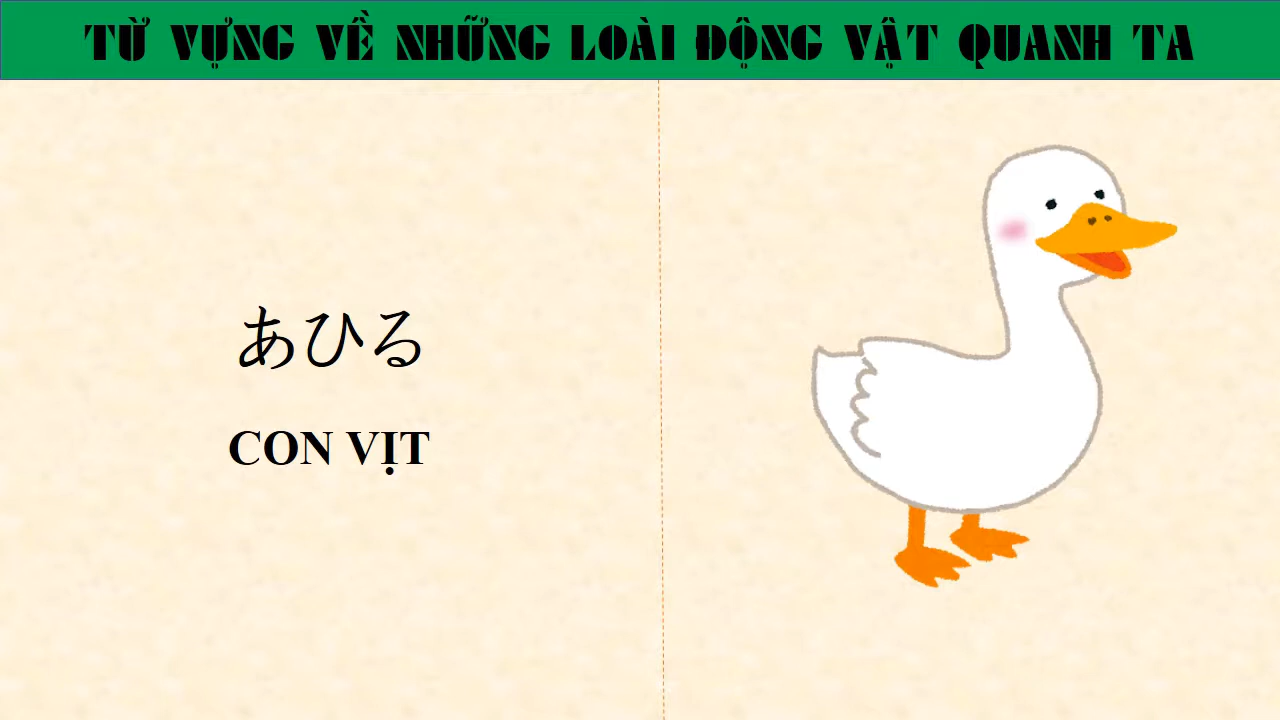 TỪ VỰNG VỀ NHỮNG LOÀI ĐỘNG VẬT QUANH TA
あひる
CON VỊT